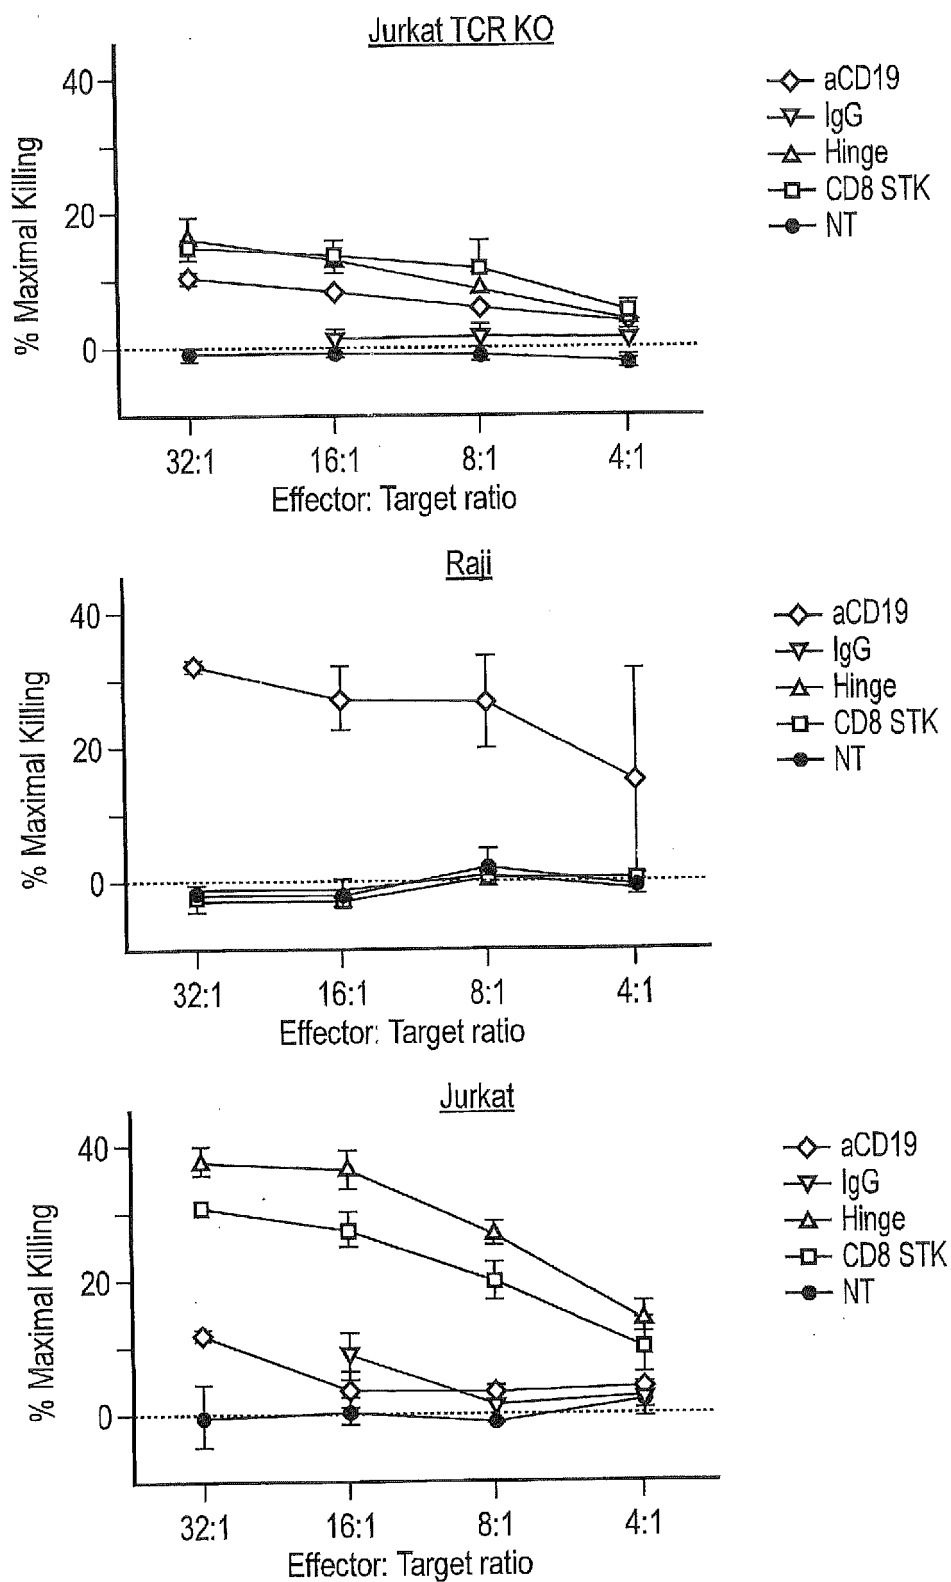 Jurkat TCR KO
40
20
0
% Maximal Killing
32:1 16:1 8:1 4:1
Effector: Target ratio
aCD19
IgG
Hinge
CD8 STK
NT
Raji
40
20
0
% Maximal Killing
32:1 16:1 8:1 4:1
Effector: Target ratio
aCD19
IgG
Hinge
CD8 STK
NT
Jurkat
40
20
0
% Maximal Killing
32:1 16:1 8:1 4:1
Effector: Target ratio
aCD19
IgG
Hinge
CD8 STK
NT